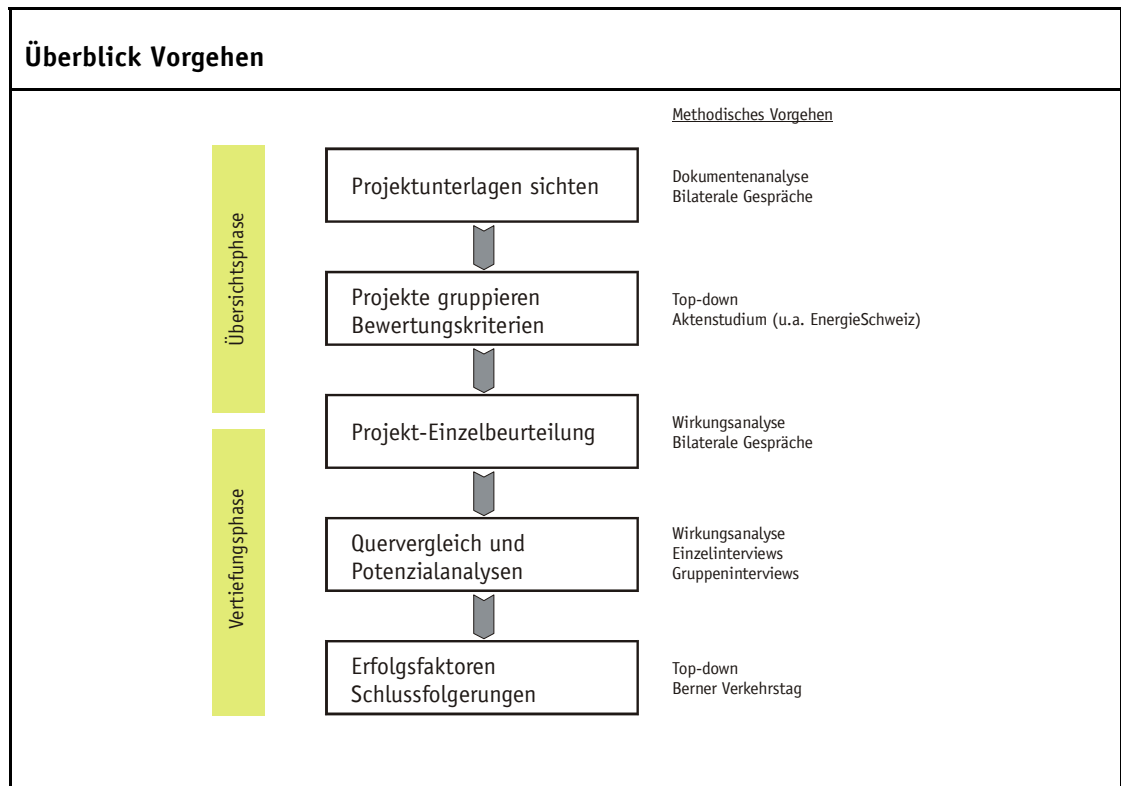 Überblick Vorgehen
Methodisches Vorgehen
Übersichtsphase
Projektunterlagen sichten
Dokumentenanalyse
Bilaterale Gespräche
Projekte gruppieren
Bewertungskriterien
Top-down
Aktenstudium (u.a. EnergieSchweiz)
Vertiefungsphase
Projekt-Einzelbeurteilung
Wirkungsanalyse
Bilaterale Gespräche
Quervergleich und
Potenzialanalysen
Wirkungsanalyse
Einzelinterviews
Gruppeninterviews
Erfolgsfaktoren
Schlussfolgerungen
Top-down
Berner Verkehrstag